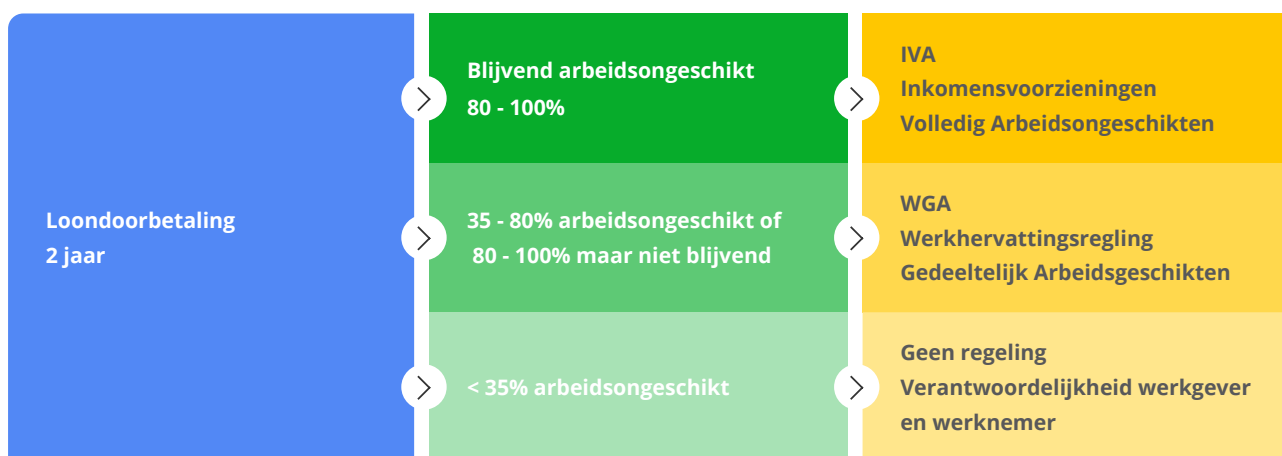 Loondoorbetaling
2 jaar
Blijvend arbeidsongeschikt
80 - 100%
IVA
Inkomensvoorzieningen
Volledig Arbeidsongeschikten
35 - 80% arbeidsongeschikt of
80 - 100% maar niet blijvend
WGA
Werkhervattingsregling
Gedeeltelijk Arbeidsgeschikten
< 35% arbeidsongeschikt
Geen regeling
Verantwoordelijkheid werkgever
en werknemer